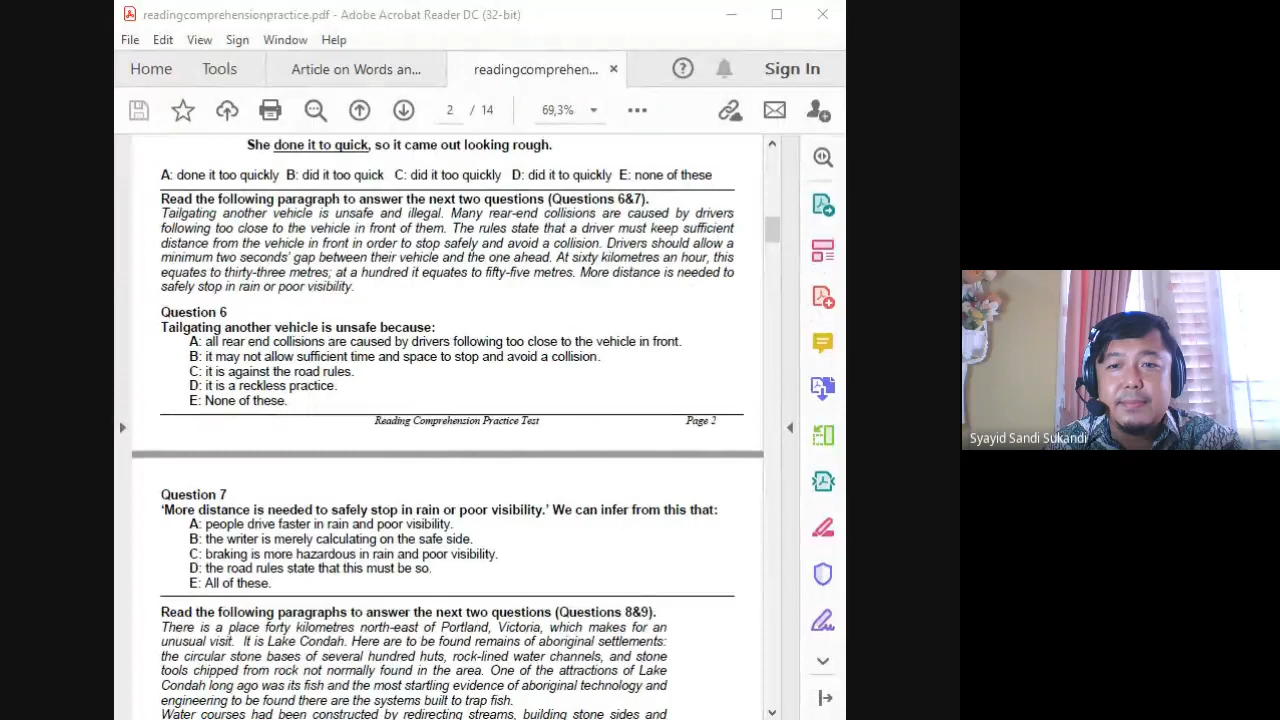 readingcomprehensionpractice.pdf - Adobe Acrobat Reader DC (32-bit)
File Edit View Sign Window Help
Home Tools Article on Words an... readingcomprehen... × ? Sign In
2 / 14 69,3%
She done it to quick, so it came out looking rough.
A: done it too quickly B: did it too quick C: did it too quickly D: did it to quickly E: none of these
Read the following paragraph to answer the next two questions (Questions 6&7).
Tailgating another vehicle is unsafe and illegal. Many rear-end collisions are caused by drivers
following too close to the vehicle in front of them. The rules state that a driver must keep sufficient
distance from the vehicle in front in order to stop safely and avoid a collision. Drivers should allow a
minimum two seconds' gap between their vehicle and the one ahead. At sixty kilometres an hour, this
equates to thirty-three metres; at a hundred it equates to fifty-five metres. More distance is needed to
safely stop in rain or poor visibility.
Question 6
Tailgating another vehicle is unsafe because:
A: all rear end collisions are caused by drivers following too close to the vehicle in front.
B: it may not allow sufficient time and space to stop and avoid a collision.
C: it is against the road rules.
D: it is a reckless practice.
E: None of these.
Reading Comprehension Practice Test Page 2
Question 7
‘More distance is needed to safely stop in rain or poor visibility.’ We can infer from this that:
A: people drive faster in rain and poor visibility.
B: the writer is merely calculating on the safe side.
C: braking is more hazardous in rain and poor visibility.
D: the road rules state that this must be so.
E: All of these.
Read the following paragraphs to answer the next two questions (Questions 8&9).
There is a place forty kilometres north-east of Portland, Victoria, which makes for an
unusual visit. It is Lake Condah. Here are to be found remains of aboriginal settlements:
the circular stone bases of several hundred huts, rock-lined water channels, and stone
tools chipped from rock not normally found in the area. One of the attractions of Lake
Condah long ago was its fish and the most startling evidence of aboriginal technology and
engineering to be found there are the systems built to trap fish.
Water courses had been constructed by redirecting streams, building stone sides and
Syayid Sandi Sukandi